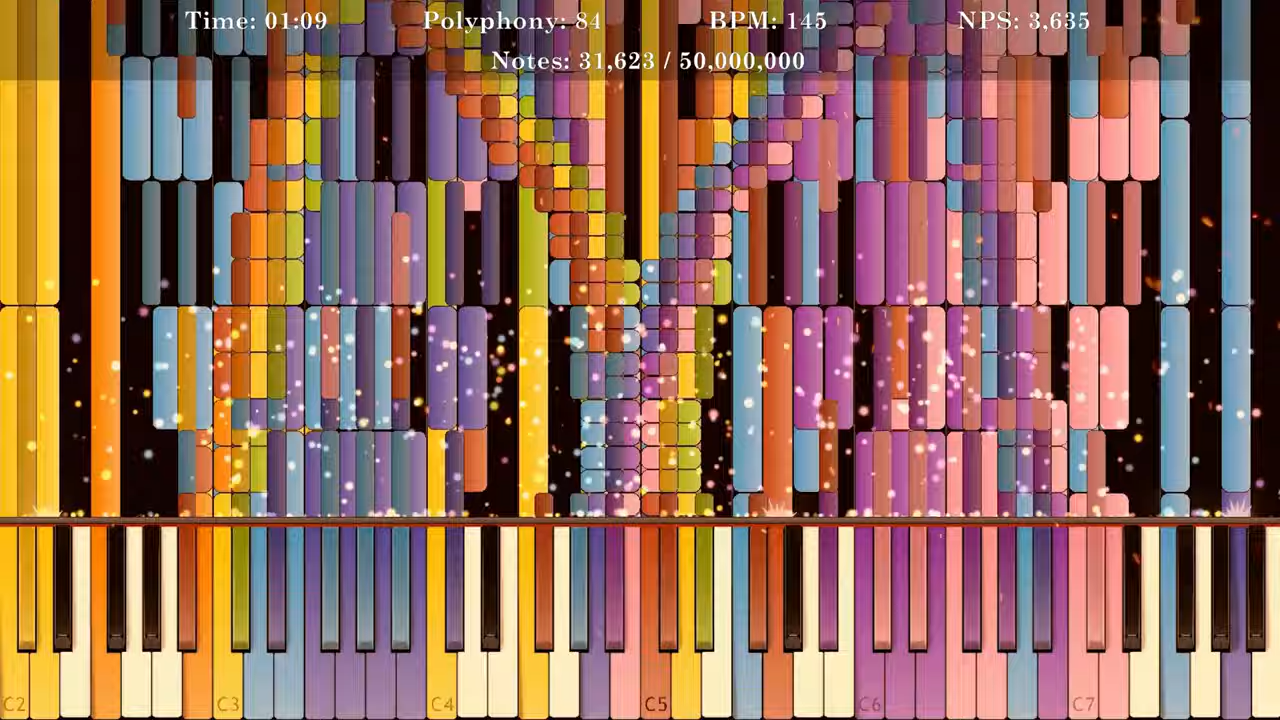 Time: 01:09 Polyphony: 84 BPM: 145 NPS: 3,635
Notes: 31,623 / 50,000,000
C2 C3 C4 C5 C6 C7